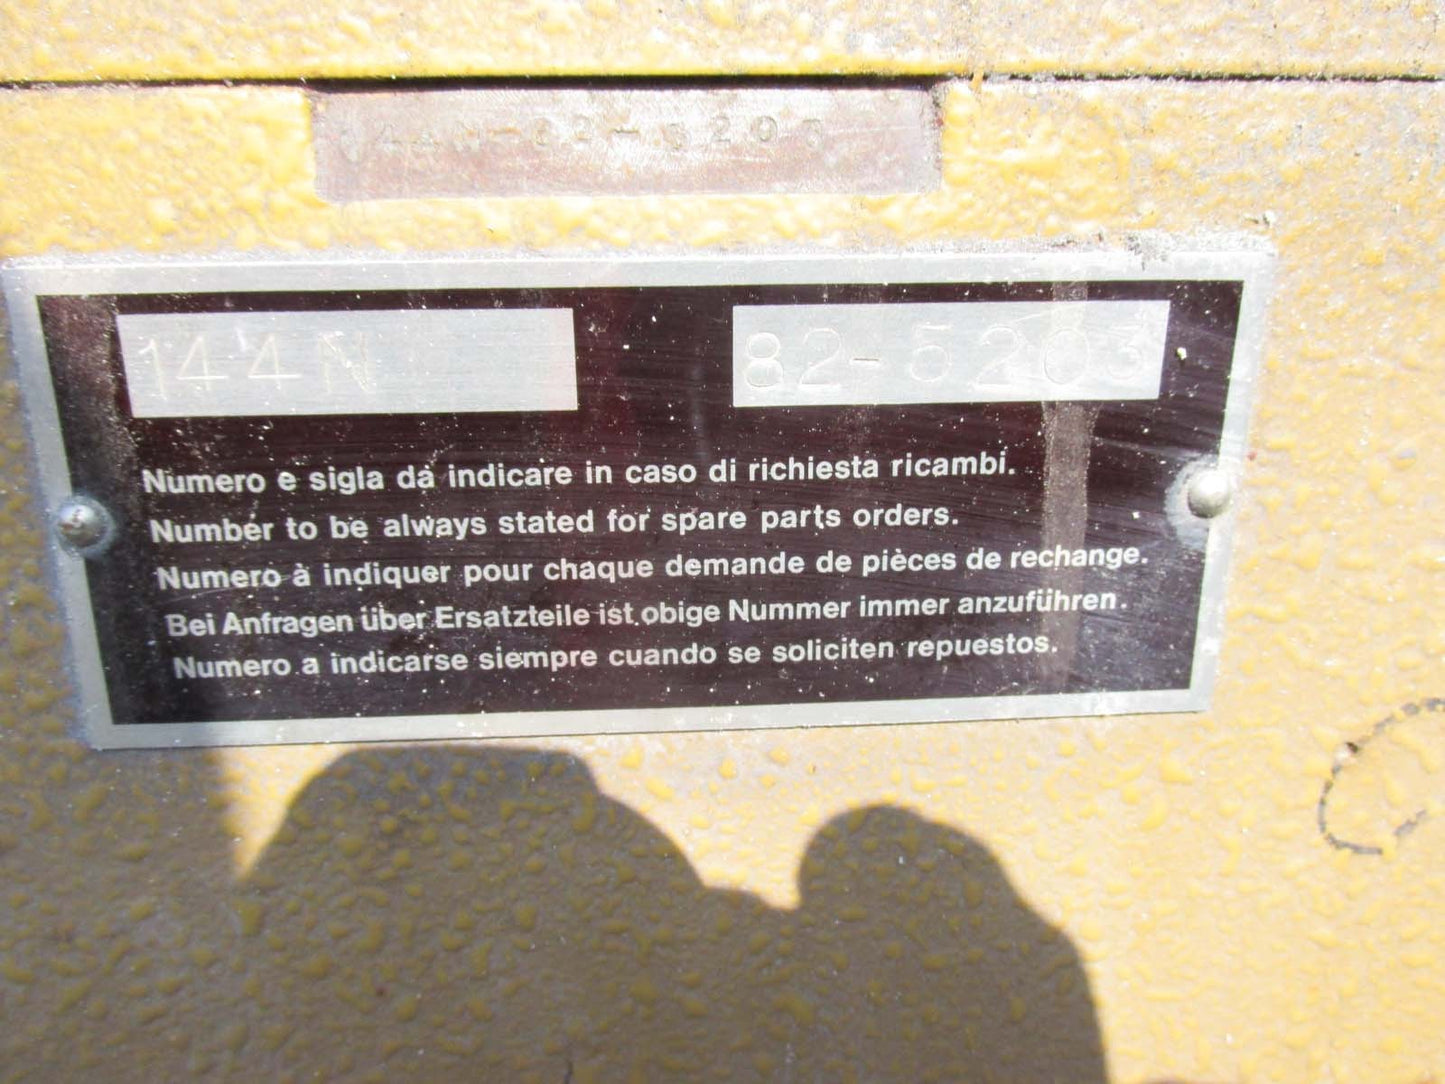 144N 82-5203
Numero e sigla da indicare in caso di richiesta ricambi.
Number to be always stated for spare parts orders.
Numero à indiquer pour chaque demande de pièces de rechange.
Bei Anfragen über Ersatzteile ist obige Nummer immer anzuführen.
Numero a indicarse siempre cuando se soliciten repuestos.